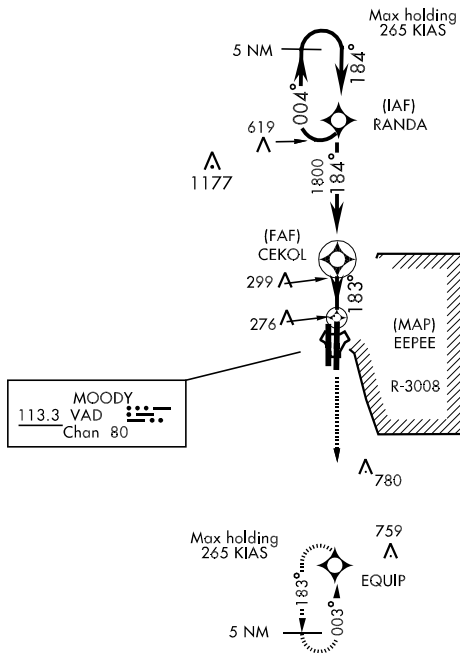 Max holding
265 KIAS
5 NM
184°
004°
(IAF)
RANDA
619
1177
1800
184°
(FAF)
CEKOL
299
183°
276
(MAP)
EEPEE
R-3008
MOODY
113.3 VAD
Chan 80
780
759
Max holding
265 KIAS
EQUIP
183°
003°
5 NM